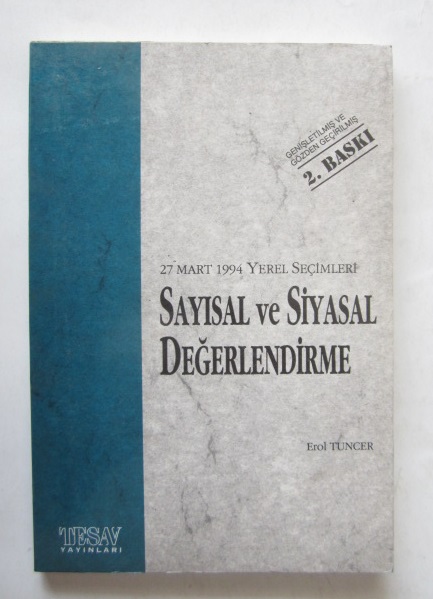 GENİŞLETİLMİŞ VE
GÖZDEN GEÇİRİLMİŞ
2. BASKI
27 MART 1994 YEREL SEÇİMLERİ
SAYISAL ve SİYASAL
DEĞERLENDİRME
Erol TUNCER
TESAV
YAYINLARI